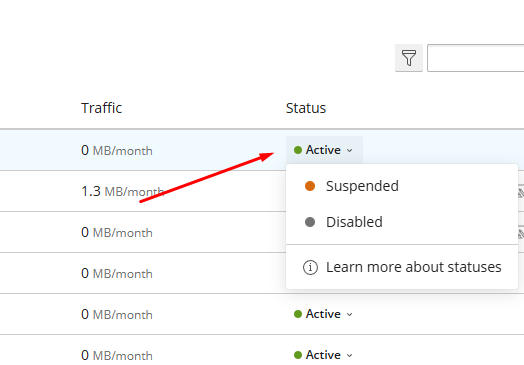 Traffic Status
0 MB/month Active
1.3 MB/month Suspended
0 MB/month Disabled
0 MB/month Learn more about statuses
0 MB/month Active
0 MB/month Active